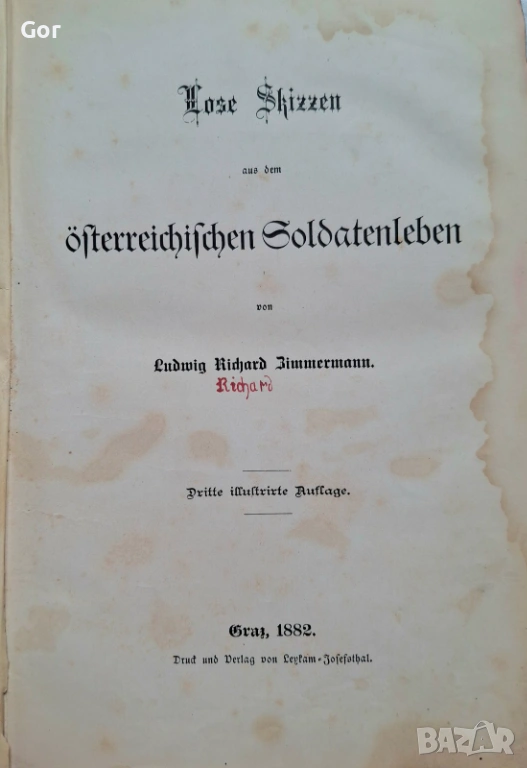 Gor
Lose Skizzen
aus dem
österreichischen Soldatenleben
von
Ludwig Richard Zimmermann.
Richard
Dritte illustrirte Auflage.
Graz, 1882.
Druck und Verlag von Leykam-Josefsthal.
BAZAR